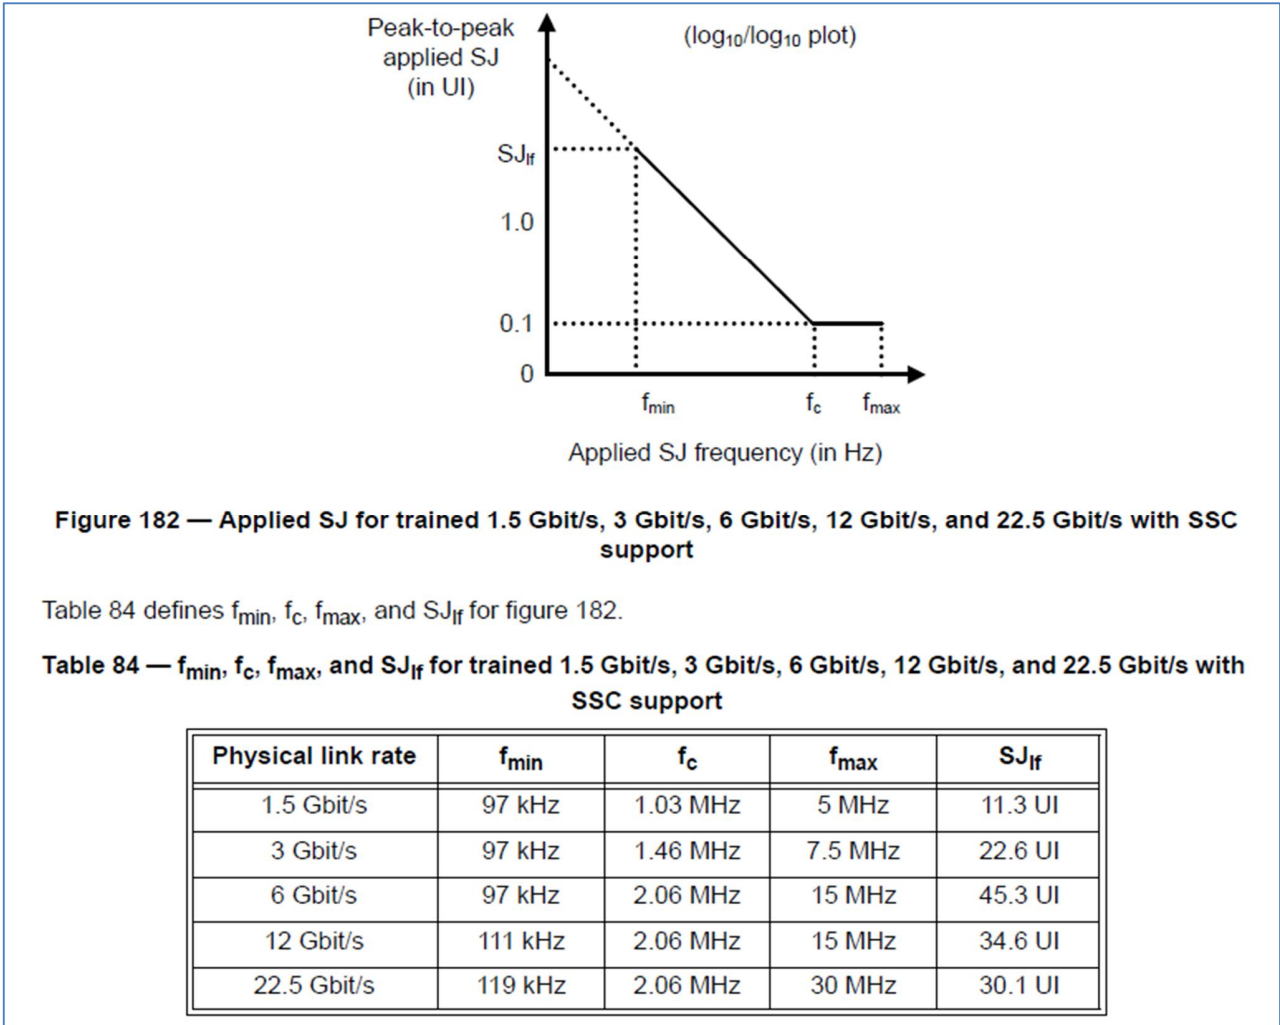 Peak-to-peak
applied SJ
(in UI)
(log10/log10 plot)
SJlf
1.0
0.1
0
fmin
fc
fmax
Applied SJ frequency (in Hz)
Figure 182 — Applied SJ for trained 1.5 Gbit/s, 3 Gbit/s, 6 Gbit/s, 12 Gbit/s, and 22.5 Gbit/s with SSC
support
Table 84 defines fmin, fc, fmax, and SJlf for figure 182.
Table 84 — fmin, fc, fmax, and SJlf for trained 1.5 Gbit/s, 3 Gbit/s, 6 Gbit/s, 12 Gbit/s, and 22.5 Gbit/s with
SSC support
Physical link rate fmin fc fmax SJlf
1.5 Gbit/s 97 kHz 1.03 MHz 5 MHz 11.3 UI
3 Gbit/s 97 kHz 1.46 MHz 7.5 MHz 22.6 UI
6 Gbit/s 97 kHz 2.06 MHz 15 MHz 45.3 UI
12 Gbit/s 111 kHz 2.06 MHz 15 MHz 34.6 UI
22.5 Gbit/s 119 kHz 2.06 MHz 30 MHz 30.1 UI